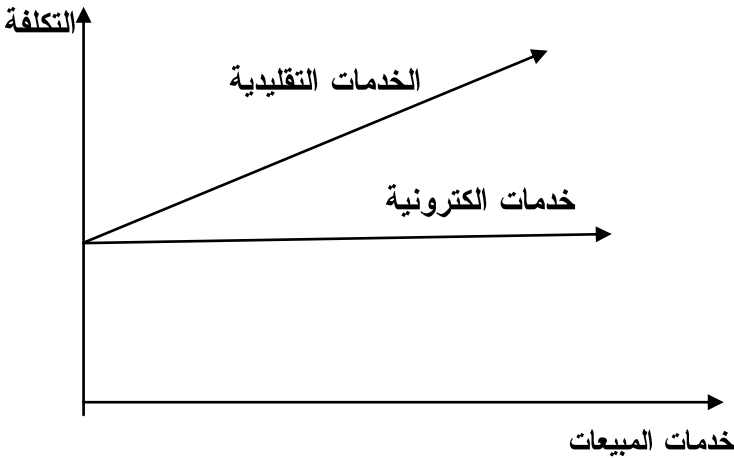 التكلفة
الخدمات التقليدية
خدمات الكترونية
خدمات المبيعات